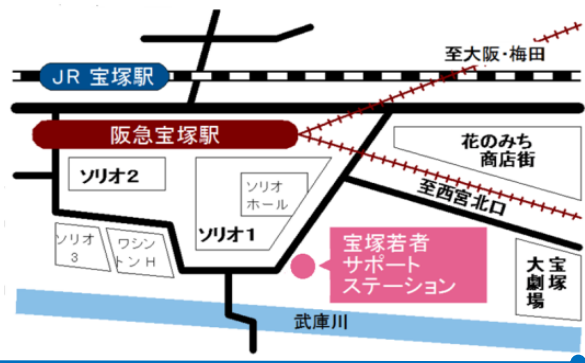 至大阪・梅田
JR 宝塚駅
阪急宝塚駅
花のみち
商店街
ソリオ2
ソリオ
ホール
至西宮北口
ソリオ1
宝塚若者
サポート
ステーション
ソリオ
3
ワシン
トンH
宝塚
大劇場
武庫川